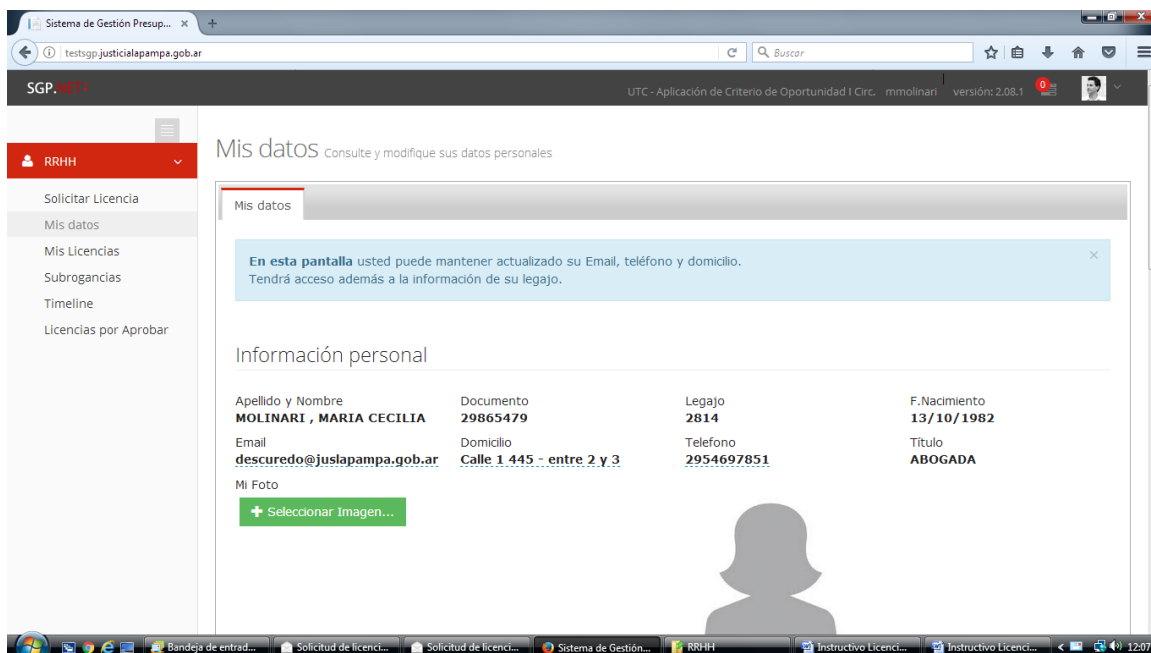 Sistema de Gestión Presup... × +
testsgp.justicialapampa.gob.ar
Buscar
SGP.NET
UTC - Aplicación de Criterio de Oportunidad I Circ. mmolinari versión: 2.08.1 0
RRHH
Solicitar Licencia
Mis datos
Mis Licencias
Subrogancias
Timeline
Licencias por Aprobar
Mis datos Consulte y modifique sus datos personales
Mis datos
En esta pantalla usted puede mantener actualizado su Email, teléfono y domicilio. ×
Tendrá acceso además a la información de su legajo.
Información personal
Apellido y Nombre Documento Legajo F.Nacimiento
MOLINARI , MARIA CECILIA 29865479 2814 13/10/1982
Email Domicilio Telefono Título
descuredo@juslapampa.gob.ar Calle 1 445 - entre 2 y 3 2954697851 ABOGADA
Mi Foto
+ Seleccionar Imagen...
Bandeja de entrad... Solicitud de licenci... Solicitud de licenci... Sistema de Gestión... RRHH Instructivo Licenci... Instructivo Licenci... 12:07